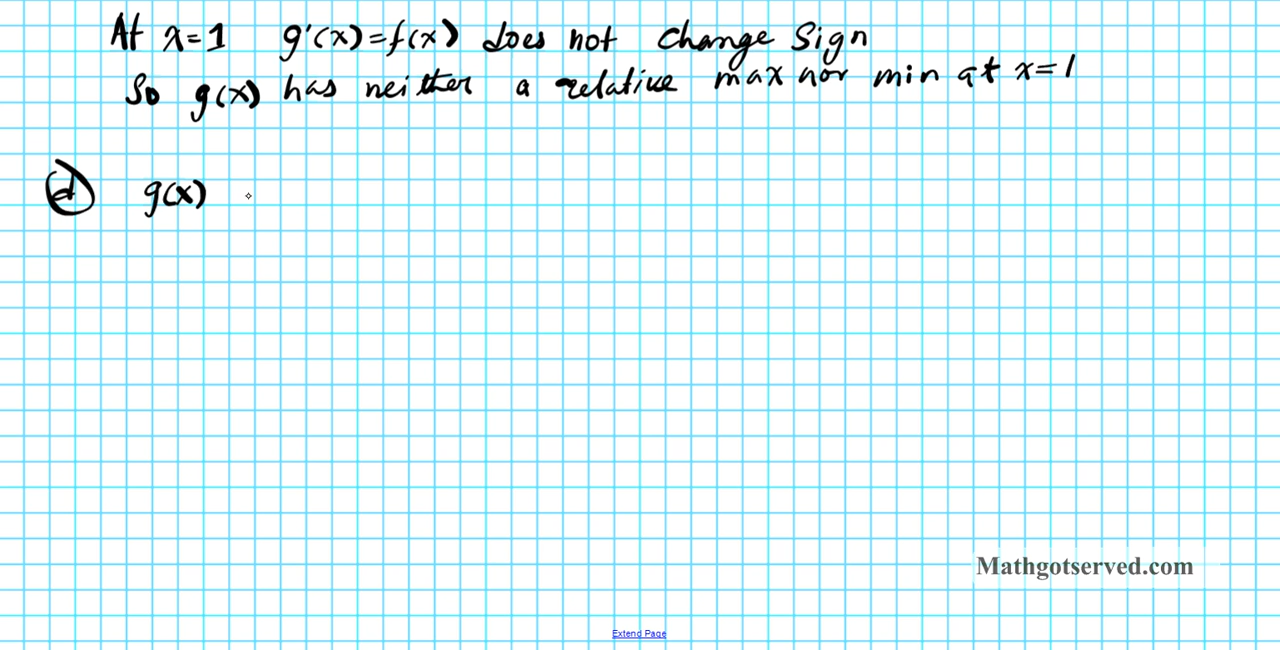 At x=1 g'(x)=f(x) does not change Sign
So g(x) has neither a relative max nor min at x=1
(d) g(x)
Mathgotserved.com
Extend Page